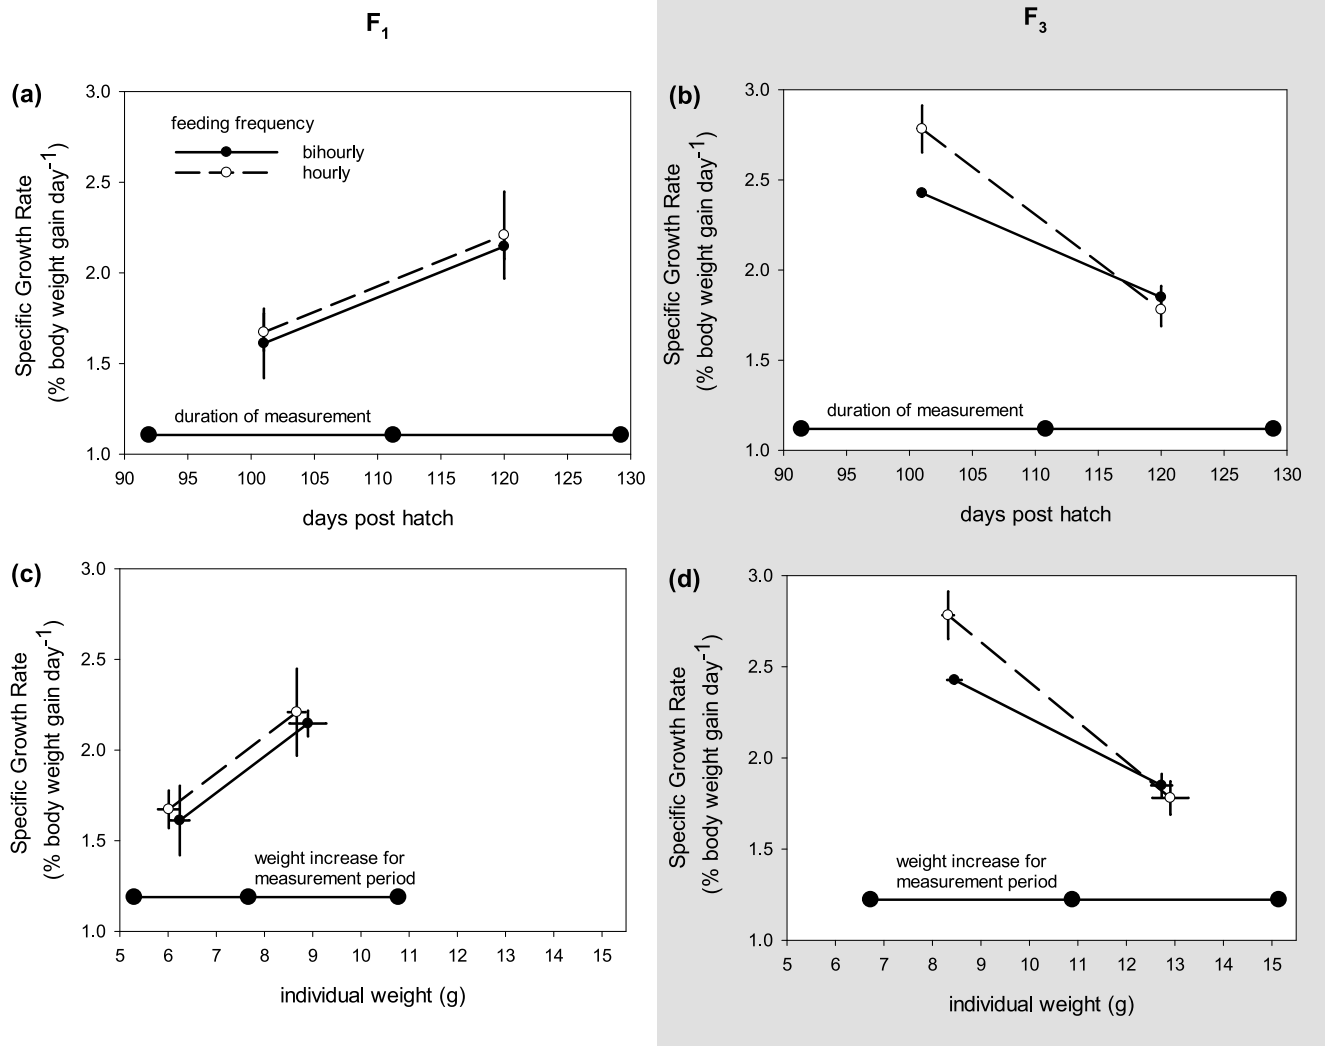 F1
F3
(a)
3.0
2.5
2.0
1.5
1.0
Specific Growth Rate
(% body weight gain day-1)
feeding frequency
bihourly
hourly
duration of measurement
90 95 100 105 110 115 120 125 130
days post hatch
(b)
3.0
2.5
2.0
1.5
1.0
Specific Growth Rate
(% body weight gain day-1)
duration of measurement
90 95 100 105 110 115 120 125 130
days post hatch
(c)
3.0
2.5
2.0
1.5
1.0
Specific Growth Rate
(% body weight gain day-1)
weight increase for
measurement period
5 6 7 8 9 10 11 12 13 14 15
individual weight (g)
(d)
3.0
2.5
2.0
1.5
1.0
Specific Growth Rate
(% body weight gain day-1)
weight increase for
measurement period
5 6 7 8 9 10 11 12 13 14 15
individual weight (g)